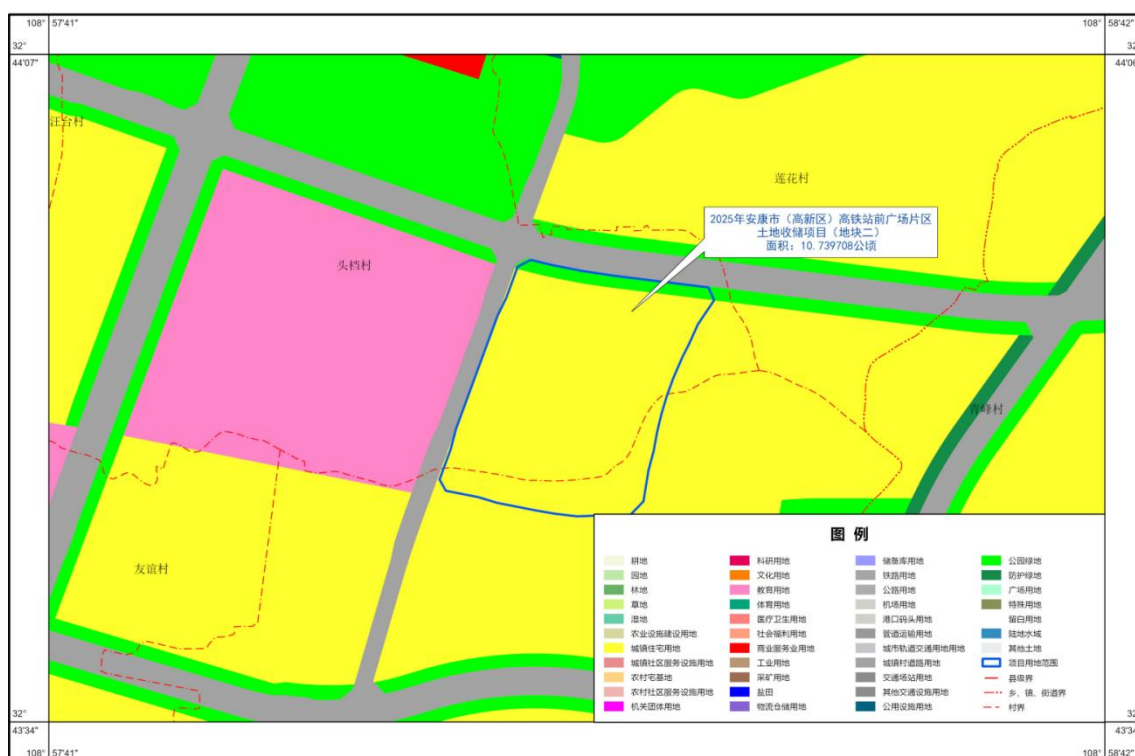 108° 57'41"
108° 58'42"
32°
32
44'07"
44'06
汪台村
莲花村
2025年安康市（高新区）高铁站前广场片区
土地收储项目（地块二）
面积：10.739708公顷
头档村
青峰村
友谊村
图 例
耕地 科研用地 储备库用地 公园绿地
园地 文化用地 铁路用地 防护绿地
林地 教育用地 公路用地 广场用地
草地 体育用地 机场用地 特殊用地
湿地 医疗卫生用地 港口码头用地 留白用地
农业设施建设用地 社会福利用地 管道运输用地 陆地水域
城镇住宅用地 商业服务业用地 城市轨道交通用地用地 其他土地
城镇社区服务设施用地 工业用地 城镇村道路用地 项目用地范围
农村宅基地 采矿用地 交通场站用地 县级界
农村社区服务设施用地 盐田 其他交通设施用地 乡、镇、街道界
机关团体用地 物流仓储用地 公用设施用地 村界
32°
32
43'34"
43'34
108° 57'41"
108° 58'42"